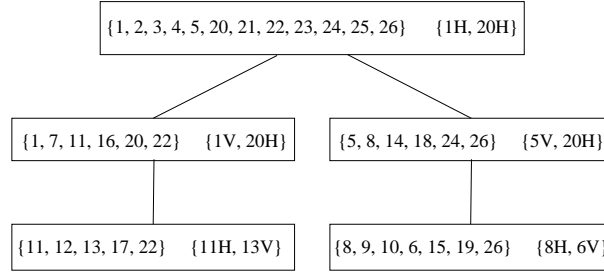 {1, 2, 3, 4, 5, 20, 21, 22, 23, 24, 25, 26} {1H, 20H}
{1, 7, 11, 16, 20, 22} {1V, 20H}
{5, 8, 14, 18, 24, 26} {5V, 20H}
{11, 12, 13, 17, 22} {11H, 13V}
{8, 9, 10, 6, 15, 19, 26} {8H, 6V}